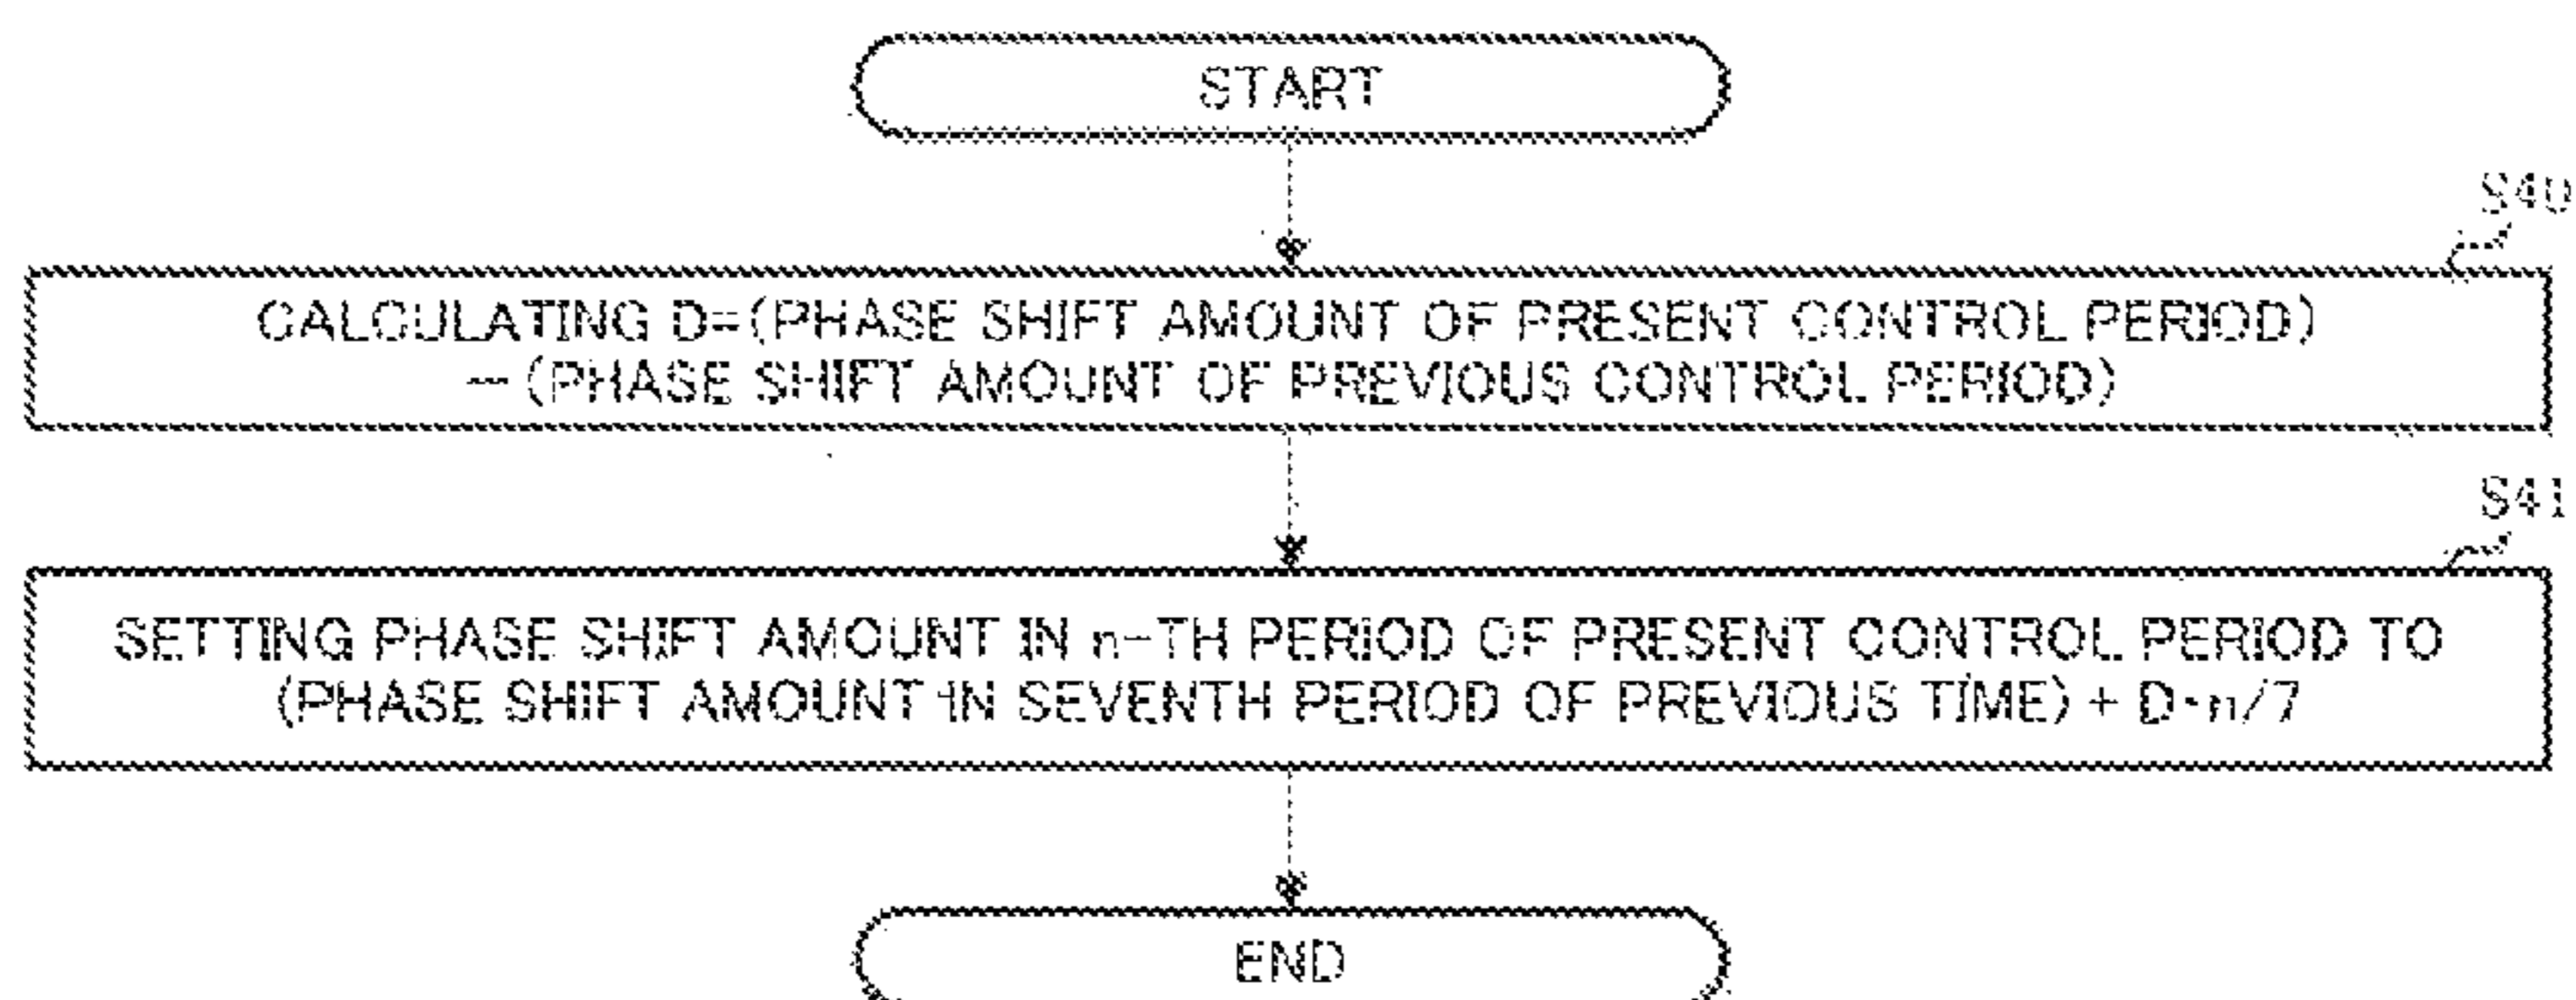 START
S40
CALCULATING D=(PHASE SHIFT AMOUNT OF PRESENT CONTROL PERIOD)
-(PHASE SHIFT AMOUNT OF PREVIOUS CONTROL PERIOD)
S41
SETTING PHASE SHIFT AMOUNT IN n-TH PERIOD OF PRESENT CONTROL PERIOD TO
(PHASE SHIFT AMOUNT IN SEVENTH PERIOD OF PREVIOUS TIME) + D·n/7
END